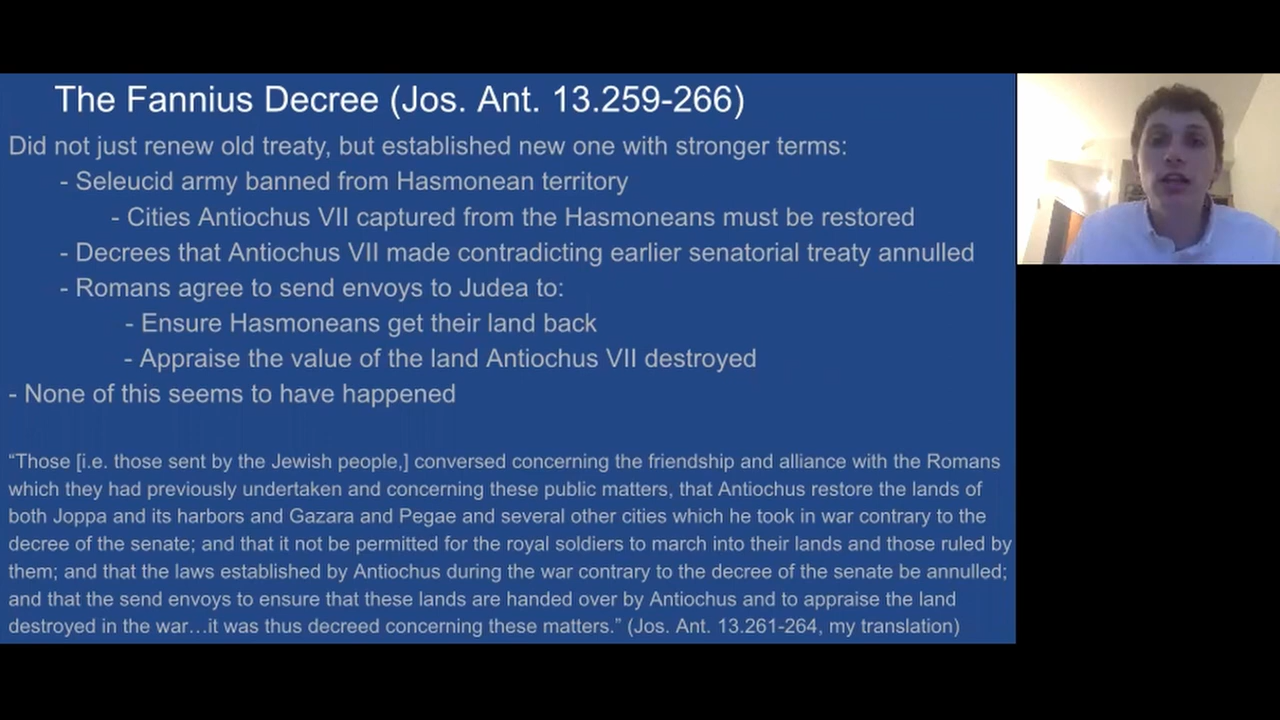 The Fannius Decree (Jos. Ant. 13.259-266)
Did not just renew old treaty, but established new one with stronger terms:
- Seleucid army banned from Hasmonean territory
- Cities Antiochus VII captured from the Hasmoneans must be restored
- Decrees that Antiochus VII made contradicting earlier senatorial treaty annulled
- Romans agree to send envoys to Judea to:
- Ensure Hasmoneans get their land back
- Appraise the value of the land Antiochus VII destroyed
- None of this seems to have happened
“Those [i.e. those sent by the Jewish people,] conversed concerning the friendship and alliance with the Romans
which they had previously undertaken and concerning these public matters, that Antiochus restore the lands of
both Joppa and its harbors and Gazara and Pegae and several other cities which he took in war contrary to the
decree of the senate; and that it not be permitted for the royal soldiers to march into their lands and those ruled by
them; and that the laws established by Antiochus during the war contrary to the decree of the senate be annulled;
and that the send envoys to ensure that these lands are handed over by Antiochus and to appraise the land
destroyed in the war…it was thus decreed concerning these matters.” (Jos. Ant. 13.261-264, my translation)